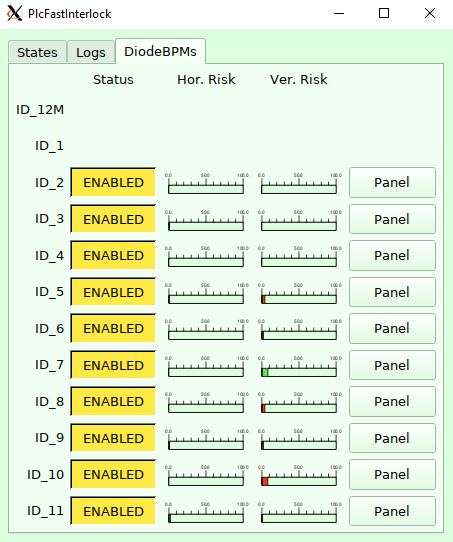 PlcFastInterlock
States Logs DiodeBPMs
Status Hor. Risk Ver. Risk
ID_12M
ID_1
ID_2 ENABLED 0.0 50.0 100.0 0.0 50.0 100.0 Panel
ID_3 ENABLED 0.0 50.0 100.0 0.0 50.0 100.0 Panel
ID_4 ENABLED 0.0 50.0 100.0 0.0 50.0 100.0 Panel
ID_5 ENABLED 0.0 50.0 100.0 0.0 50.0 100.0 Panel
ID_6 ENABLED 0.0 50.0 100.0 0.0 50.0 100.0 Panel
ID_7 ENABLED 0.0 50.0 100.0 0.0 50.0 100.0 Panel
ID_8 ENABLED 0.0 50.0 100.0 0.0 50.0 100.0 Panel
ID_9 ENABLED 0.0 50.0 100.0 0.0 50.0 100.0 Panel
ID_10 ENABLED 0.0 50.0 100.0 0.0 50.0 100.0 Panel
ID_11 ENABLED 0.0 50.0 100.0 0.0 50.0 100.0 Panel